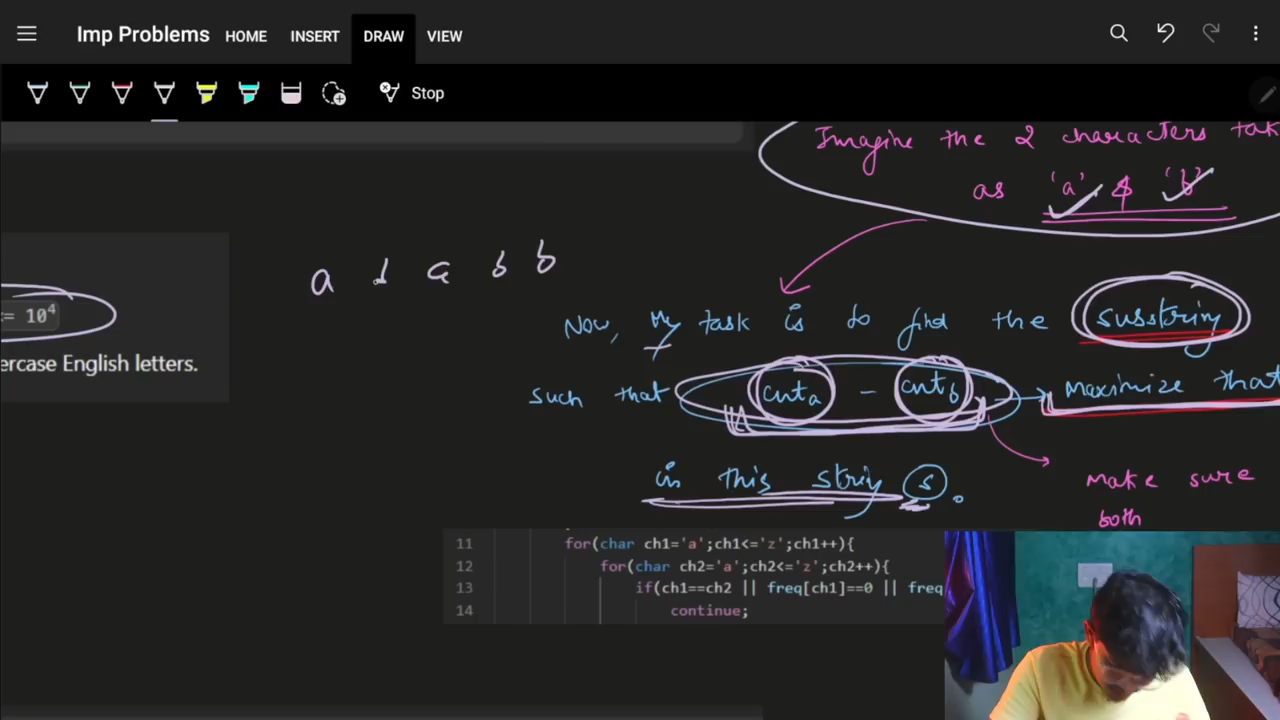 Imp Problems HOME INSERT DRAW VIEW
Stop
Imagine the 2 characters tak
as 'a' & 'b'
a b a b b
<= 10^4
ercase English letters.
Now, My task is to find the susstring
such that cnta - cntb → maximize that
in this string s.
Make sure
both
11 for(char ch1='a';ch1<='z';ch1++){
12 for(char ch2='a';ch2<='z';ch2++){
13 if(ch1==ch2 || freq[ch1]==0 || freq
14 continue;